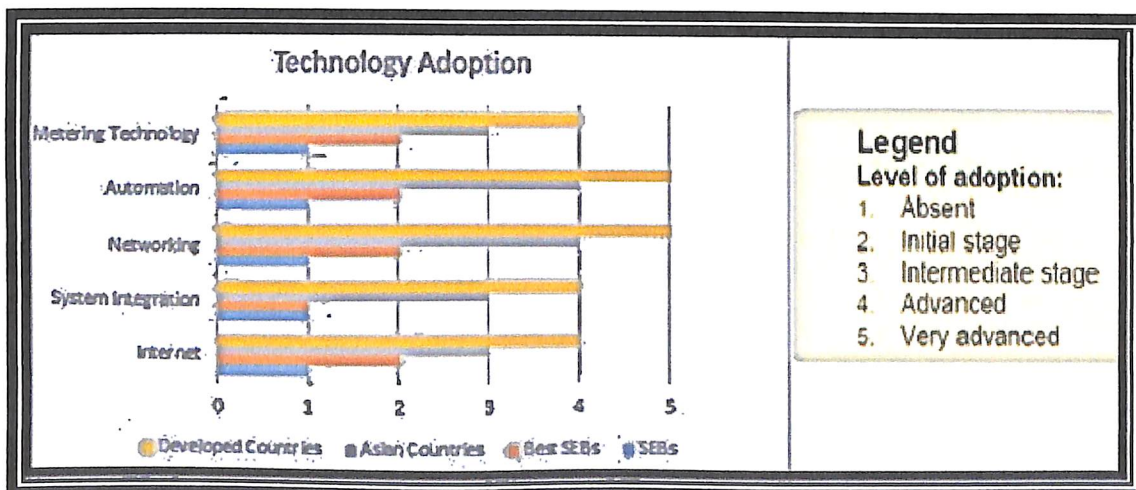 Technology Adoption
Metering Technology
Automation
Networking
System Integration
Internet
0 1 2 3 4 5
Developed Countries Asian Countries Best SEBs SEBs
Legend
Level of adoption:
1. Absent
2. Initial stage
3. Intermediate stage
4. Advanced
5. Very advanced